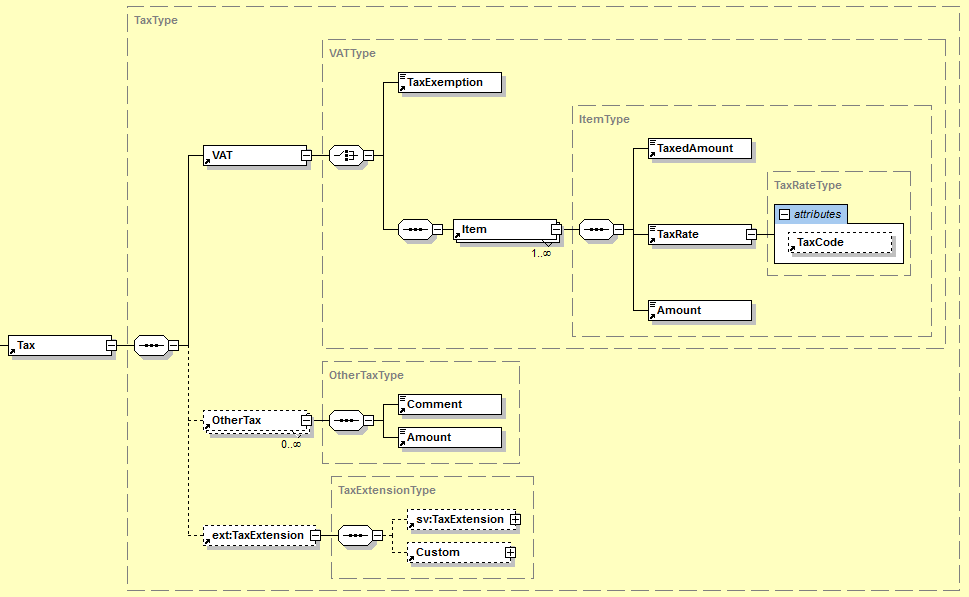 TaxType
VATType
TaxExemption
ItemType
TaxedAmount
VAT
TaxRateType
attributes
Item
TaxRate
TaxCode
1..∞
Amount
Tax
OtherTaxType
Comment
OtherTax
Amount
0..∞
TaxExtensionType
sv:TaxExtension
ext:TaxExtension
Custom